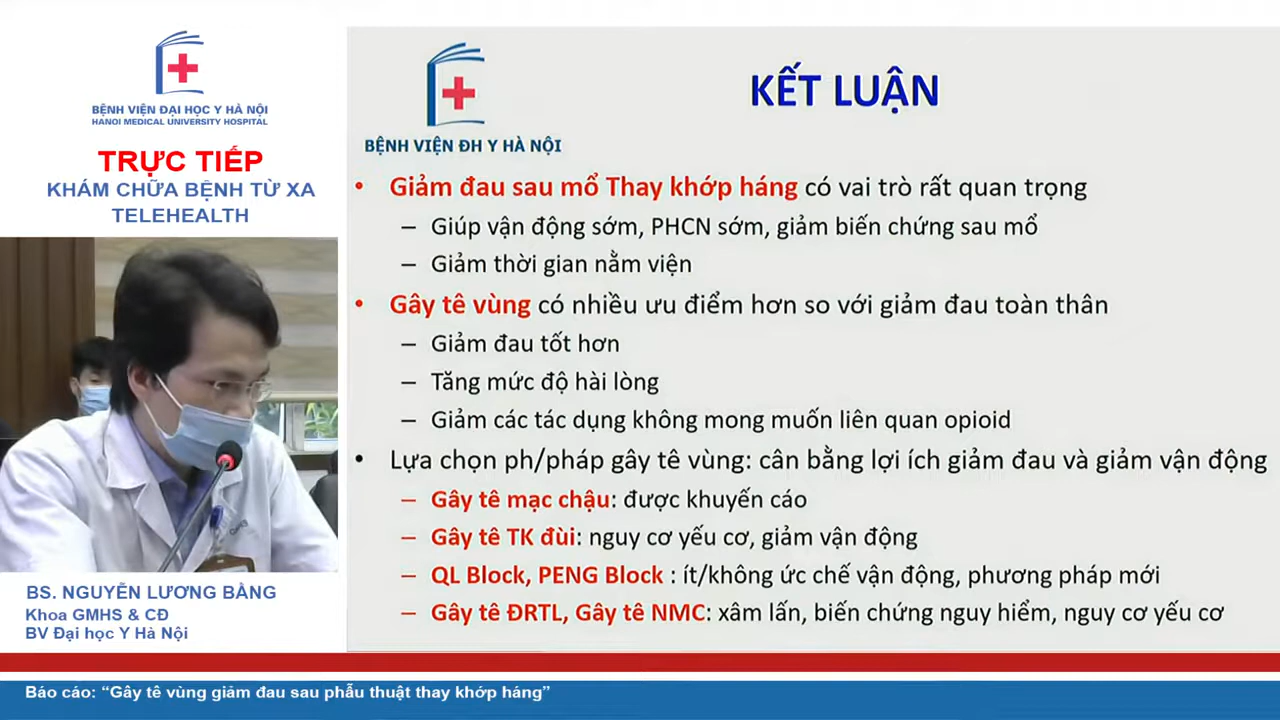 BỆNH VIỆN ĐẠI HỌC Y HÀ NỘI
HANOI MEDICAL UNIVERSITY HOSPITAL
TRỰC TIẾP
KHÁM CHỮA BỆNH TỪ XA
TELEHEALTH
BS. NGUYỄN LƯƠNG BẰNG
Khoa GMHS & CĐ
BV Đại học Y Hà Nội
BỆNH VIỆN ĐH Y HÀ NỘI
KẾT LUẬN
• Giảm đau sau mổ Thay khớp háng có vai trò rất quan trọng
– Giúp vận động sớm, PHCN sớm, giảm biến chứng sau mổ
– Giảm thời gian nằm viện
• Gây tê vùng có nhiều ưu điểm hơn so với giảm đau toàn thân
– Giảm đau tốt hơn
– Tăng mức độ hài lòng
– Giảm các tác dụng không mong muốn liên quan opioid
• Lựa chọn ph/pháp gây tê vùng: cân bằng lợi ích giảm đau và giảm vận động
– Gây tê mạc chậu: được khuyến cáo
– Gây tê TK đùi: nguy cơ yếu cơ, giảm vận động
– QL Block, PENG Block : ít/không ức chế vận động, phương pháp mới
– Gây tê ĐRTL, Gây tê NMC: xâm lấn, biến chứng nguy hiểm, nguy cơ yếu cơ
Báo cáo: “Gây tê vùng giảm đau sau phẫu thuật thay khớp háng”